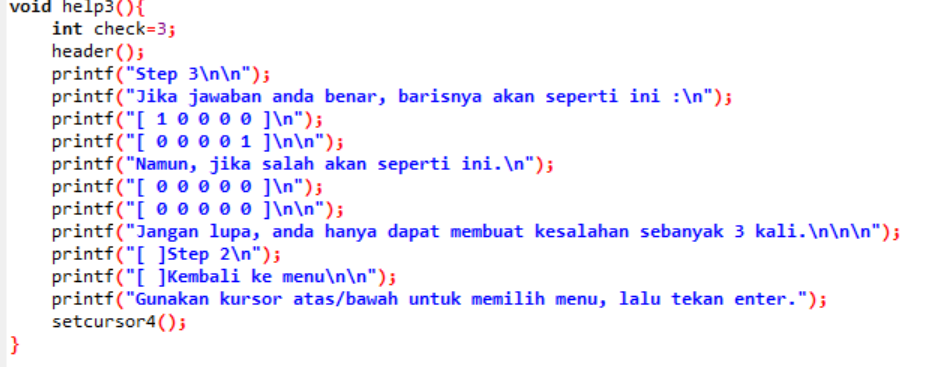 void help3(){
int check=3;
header();
printf("Step 3\n\n");
printf("Jika jawaban anda benar, barisnya akan seperti ini :\n");
printf("[ 1 0 0 0 0 ]\n");
printf("[ 0 0 0 0 1 ]\n\n");
printf("Namun, jika salah akan seperti ini.\n");
printf("[ 0 0 0 0 0 ]\n");
printf("[ 0 0 0 0 0 ]\n\n");
printf("Jangan lupa, anda hanya dapat membuat kesalahan sebanyak 3 kali.\n\n\n");
printf("[ ]Step 2\n");
printf("[ ]Kembali ke menu\n\n");
printf("Gunakan kursor atas/bawah untuk memilih menu, lalu tekan enter.");
setcursor4();
}